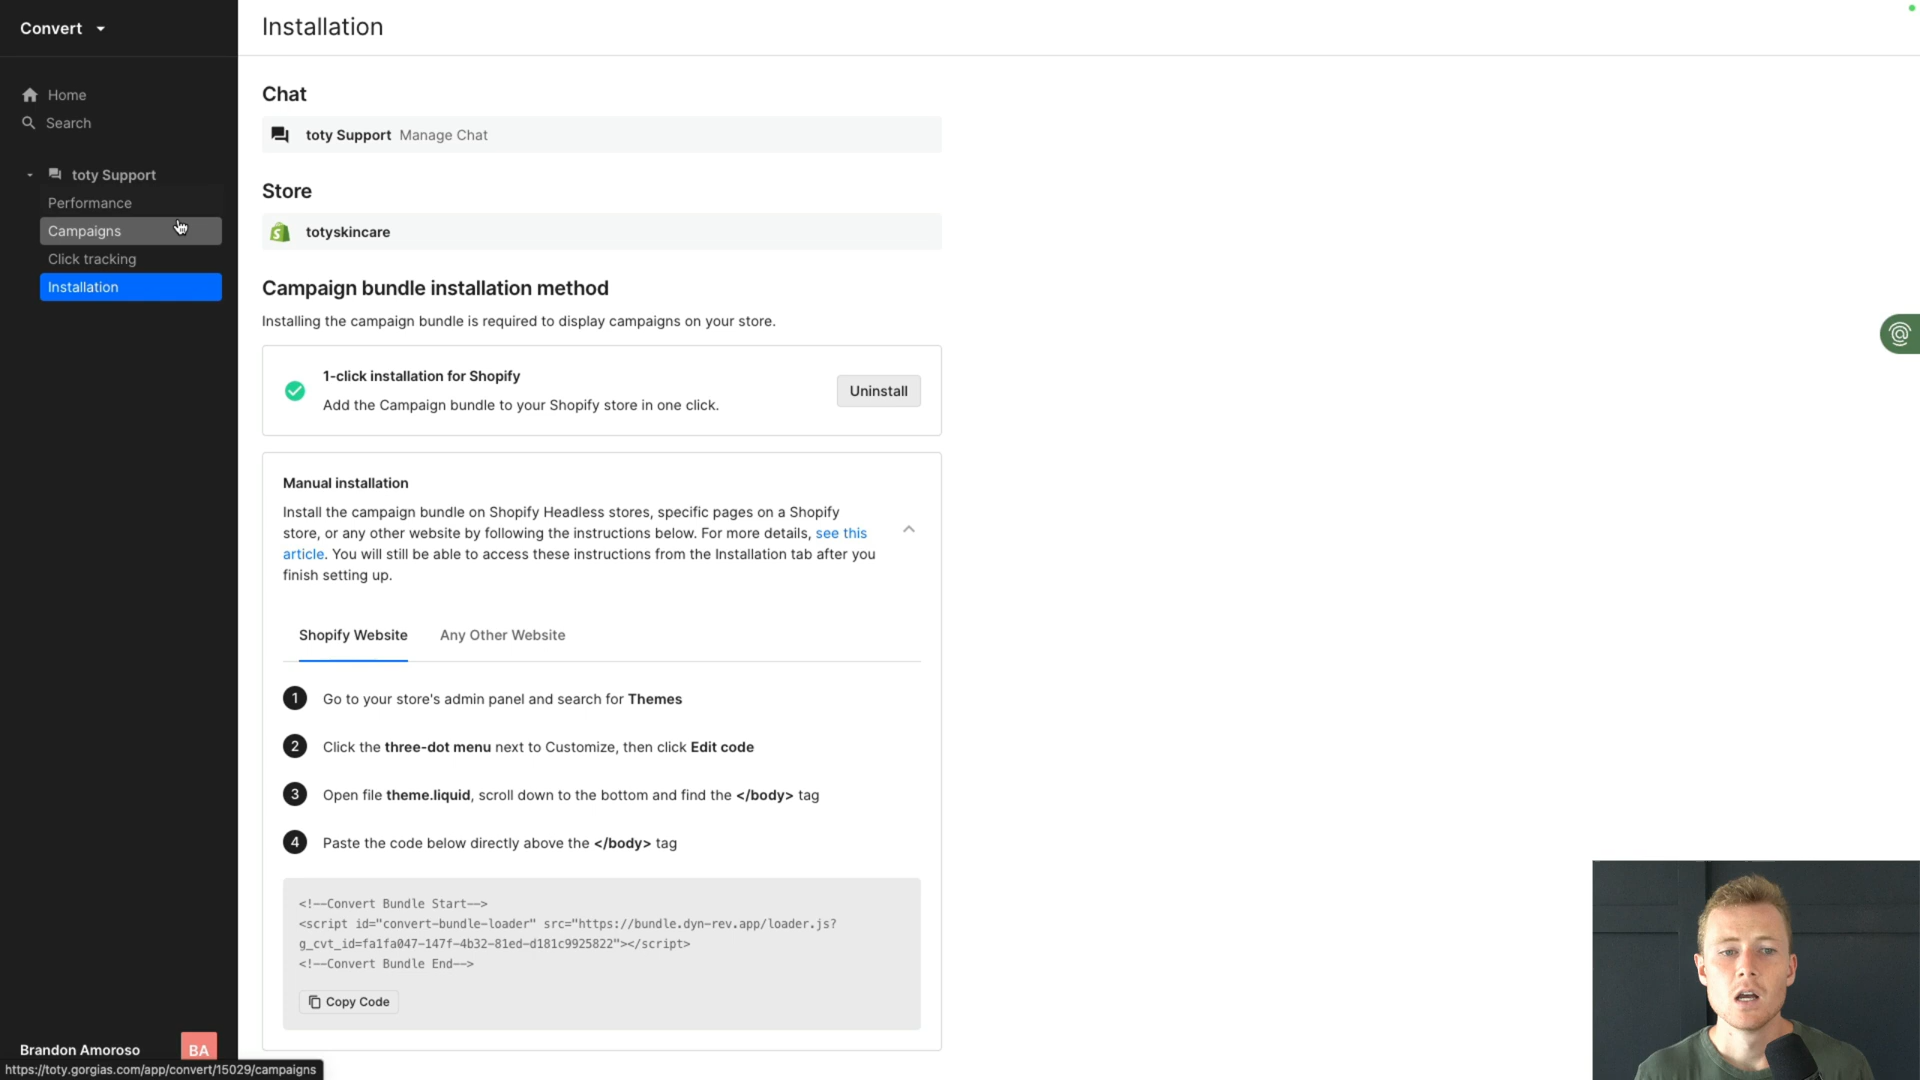 Convert
Home
Search
toty Support
Performance
Campaigns
Click tracking
Installation
Brandon Amoroso
BA
https://toty.gorgias.com/app/convert/15029/campaigns
Installation
Chat
toty Support Manage Chat
Store
totyskincare
Campaign bundle installation method
Installing the campaign bundle is required to display campaigns on your store.
1-click installation for Shopify
Add the Campaign bundle to your Shopify store in one click.
Uninstall
Manual installation
Install the campaign bundle on Shopify Headless stores, specific pages on a Shopify
store, or any other website by following the instructions below. For more details, see this
article. You will still be able to access these instructions from the Installation tab after you
finish setting up.
Shopify Website Any Other Website
1 Go to your store's admin panel and search for Themes
2 Click the three-dot menu next to Customize, then click Edit code
3 Open file theme.liquid, scroll down to the bottom and find the </body> tag
4 Paste the code below directly above the </body> tag
<!--Convert Bundle Start-->
<script id="convert-bundle-loader" src="https://bundle.dyn-rev.app/loader.js?
g_cvt_id=fa1fa047-147f-4b32-81ed-d181c9925822"></script>
<!--Convert Bundle End-->
Copy Code